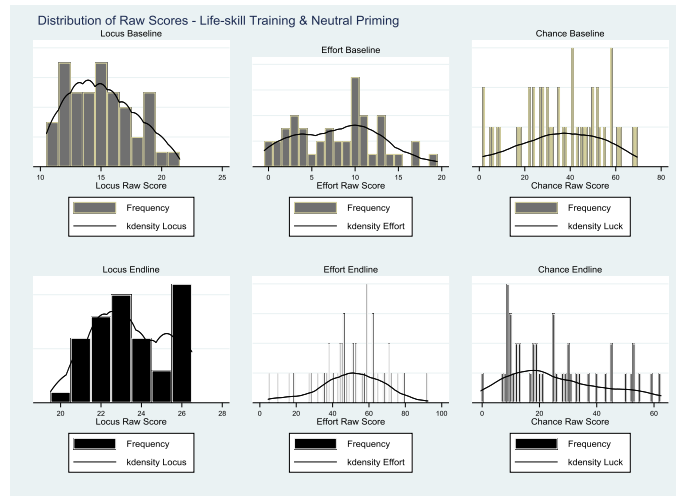 Distribution of Raw Scores - Life-skill Training & Neutral Priming
Locus Baseline
10 15 20 25
Locus Raw Score
Frequency
kdensity Locus
Effort Baseline
0 5 10 15 20
Effort Raw Score
Frequency
kdensity Effort
Chance Baseline
0 20 40 60 80
Chance Raw Score
Frequency
kdensity Luck
Locus Endline
20 22 24 26 28
Locus Raw Score
Frequency
kdensity Locus
Effort Endline
0 20 40 60 80 100
Effort Raw Score
Frequency
kdensity Effort
Chance Endline
0 20 40 60
Chance Raw Score
Frequency
kdensity Luck